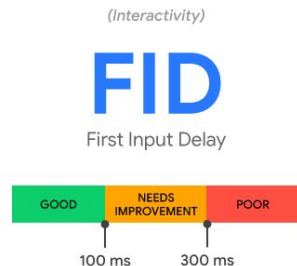 (Interactivity)
FID
First Input Delay
GOOD
NEEDS
IMPROVEMENT
POOR
100 ms
300 ms